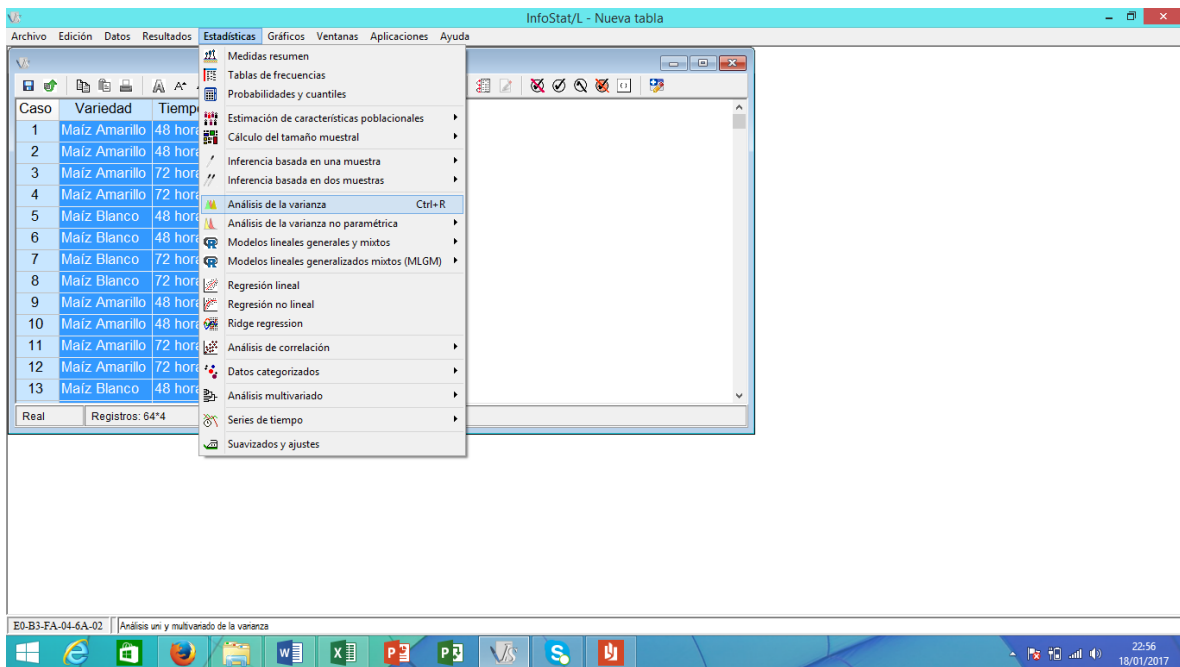 InfoStat/L - Nueva tabla
Archivo Edición Datos Resultados Estadísticas Gráficos Ventanas Aplicaciones Ayuda
Medidas resumen
Tablas de frecuencias
Probabilidades y cuantiles
Estimación de características poblacionales
Cálculo del tamaño muestral
Inferencia basada en una muestra
Inferencia basada en dos muestras
Análisis de la varianza Ctrl+R
Análisis de la varianza no paramétrica
Modelos lineales generales y mixtos
Modelos lineales generalizados mixtos (MLGM)
Regresión lineal
Regresión no lineal
Ridge regression
Análisis de correlación
Datos categorizados
Análisis multivariado
Series de tiempo
Suavizados y ajustes
Caso Variedad Tiemp
1 Maíz Amarillo 48 hora
2 Maíz Amarillo 48 hora
3 Maíz Amarillo 72 hora
4 Maíz Amarillo 72 hora
5 Maíz Blanco 48 hora
6 Maíz Blanco 48 hora
7 Maíz Blanco 72 hora
8 Maíz Blanco 72 hora
9 Maíz Amarillo 48 hora
10 Maíz Amarillo 48 hora
11 Maíz Amarillo 72 hora
12 Maíz Amarillo 72 hora
13 Maíz Blanco 48 hora
Real Registros: 64*4
E0-B3-FA-04-6A-02 Análisis uni y multivariado de la varianza
22:56
18/01/2017